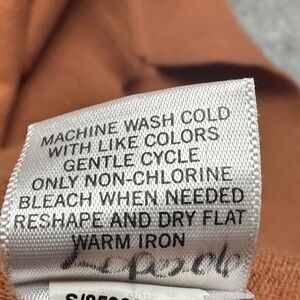 MACHINE WASH COLD
WITH LIKE COLORS
GENTLE CYCLE
ONLY NON-CHLORINE
BLEACH WHEN NEEDED
RESHAPE AND DRY FLAT
WARM IRON